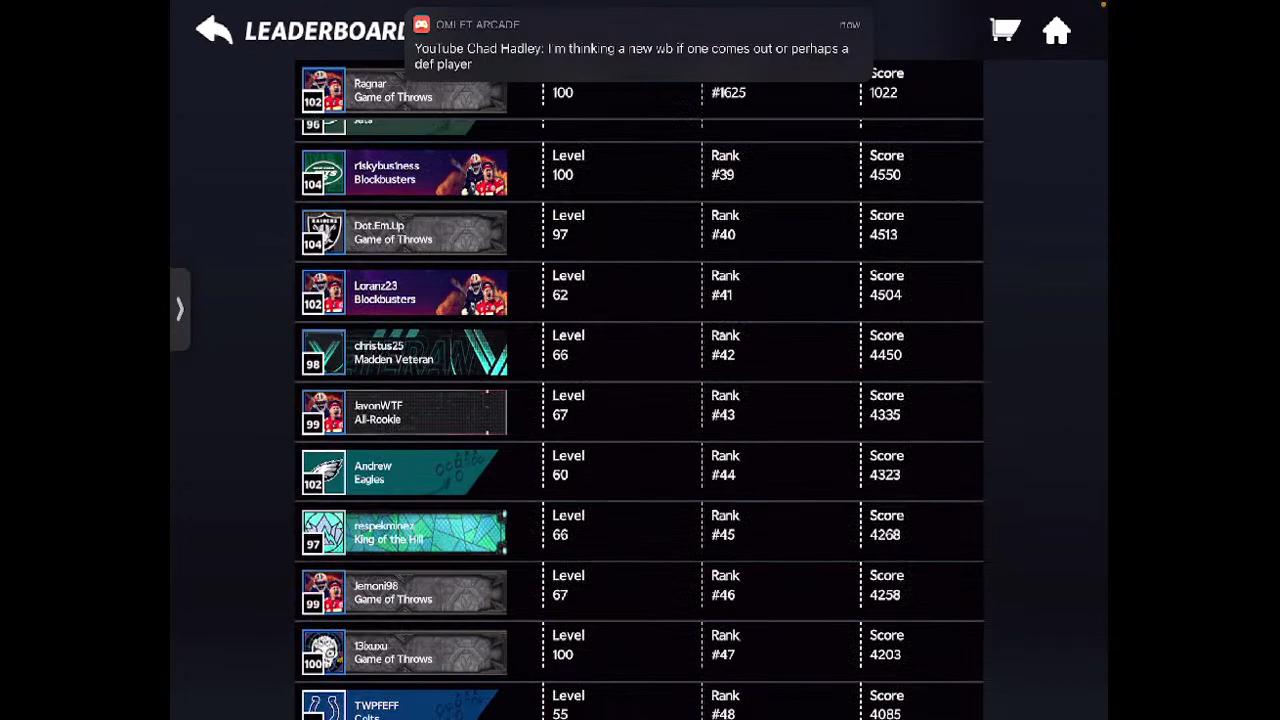 LEADERBOAR
OMLET ARCADE now
YouTube Chad Hadley: I'm thinking a new wb if one comes out or perhaps a
def player
102 Ragnar
Game of Throws
100
#1625
Score
1022
96
104 r1skybus1ness
Blockbusters
Level
100
Rank
#39
Score
4550
104 Dot.Em.Up
Game of Throws
RAIDERS
Level
97
Rank
#40
Score
4513
102 Loranz23
Blockbusters
Level
62
Rank
#41
Score
4504
98 christus25
Madden Veteran
Level
66
Rank
#42
Score
4450
99 JavonWTF
All-Rookie
Level
67
Rank
#43
Score
4335
102 Andrew
Eagles
Level
60
Rank
#44
Score
4323
97 respekminez
King of the Hill
Level
66
Rank
#45
Score
4268
99 Jemoni98
Game of Throws
Level
67
Rank
#46
Score
4258
100 13ixuxu
Game of Throws
Level
100
Rank
#47
Score
4203
TWPFEFF
Colts
Level
55
Rank
#48
Score
4085